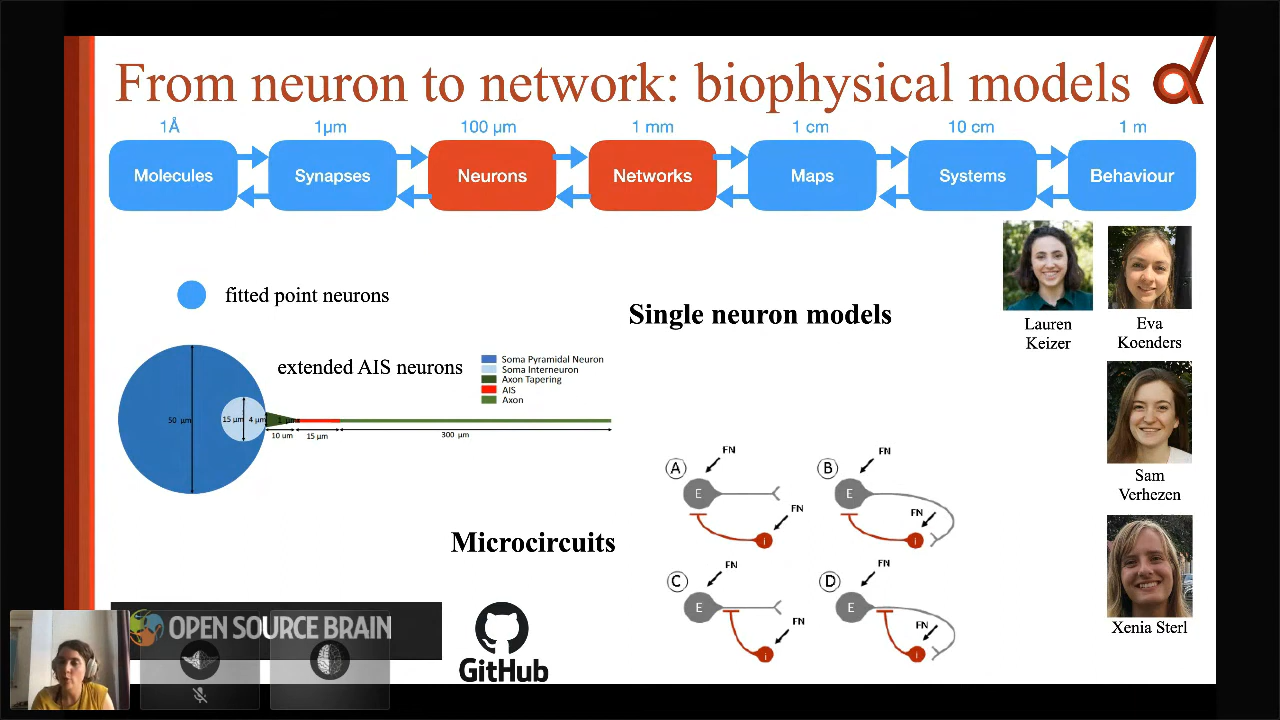 From neuron to network: biophysical models
1Å
1µm
100 µm
1 mm
1 cm
10 cm
1 m
Molecules
Synapses
Neurons
Networks
Maps
Systems
Behaviour
fitted point neurons
Single neuron models
Lauren
Keizer
Eva
Koenders
extended AIS neurons
Soma Pyramidal Neuron
Soma Interneuron
Axon Tapering
AIS
Axon
50 µm
15 µm
4 µm
10 um
15 µm
300 µm
Sam
Verhezen
A
FN
E
FN
i
B
FN
E
FN
i
Microcircuits
C
FN
E
FN
i
D
FN
E
FN
i
Xenia Sterl
OPEN SOURCE BRAIN
GitHub